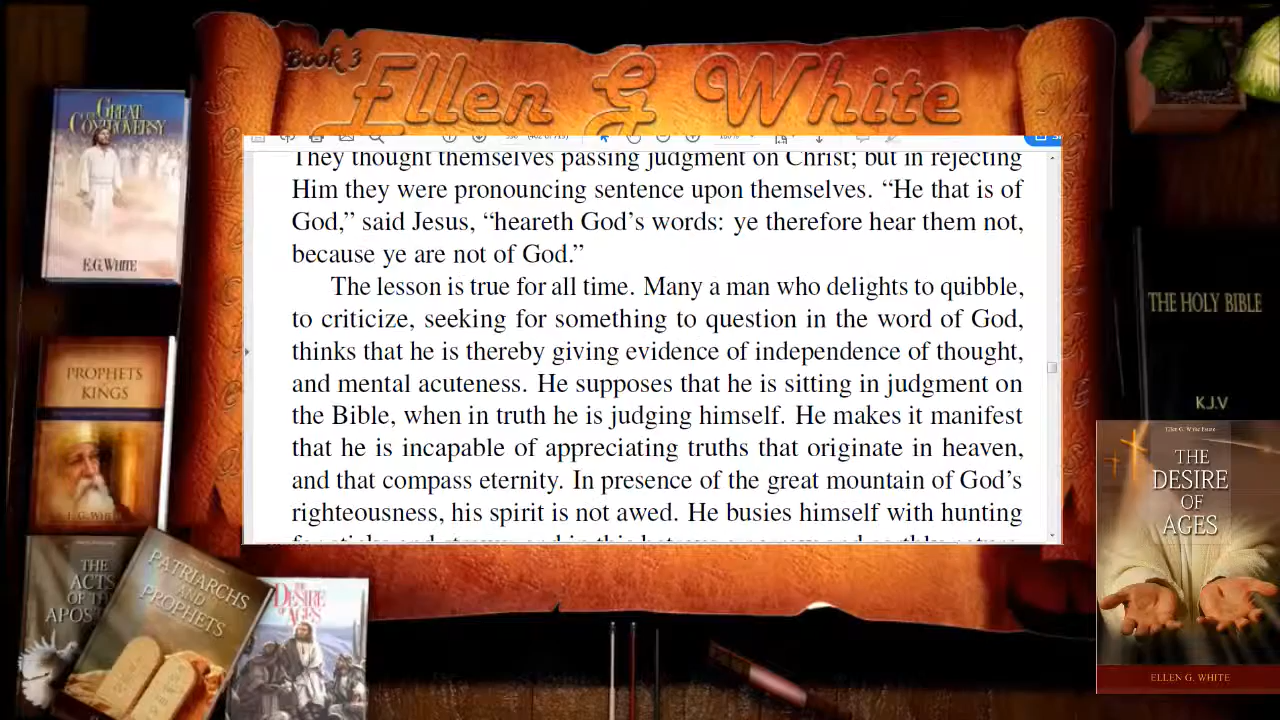 Book 3
Ellen G White
They thought themselves passing judgment on Christ; but in rejecting
Him they were pronouncing sentence upon themselves. “He that is of
God,” said Jesus, “heareth God’s words: ye therefore hear them not,
because ye are not of God.”
The lesson is true for all time. Many a man who delights to quibble,
to criticize, seeking for something to question in the word of God,
thinks that he is thereby giving evidence of independence of thought,
and mental acuteness. He supposes that he is sitting in judgment on
the Bible, when in truth he is judging himself. He makes it manifest
that he is incapable of appreciating truths that originate in heaven,
and that compass eternity. In presence of the great mountain of God’s
righteousness, his spirit is not awed. He busies himself with hunting
GREAT
CONTROVERSY
E.G. WHITE
PROPHETS
KINGS
E.G. WHITE
THE
ACTS
OF THE
PATRIARCHS
AND
PROPHETS
THE
DESIRE
OF AGES
THE HOLY BIBLE
K.J.V
THE
DESIRE
OF
AGES
ELLEN G. WHITE